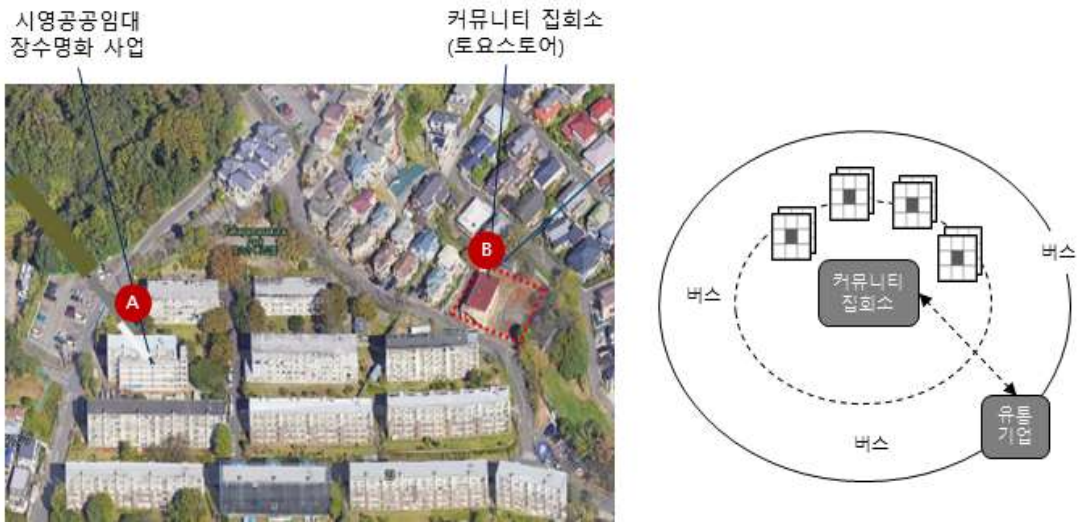 시영공공임대
장수명화 사업
커뮤니티 집회소
(토요스토어)
A
B
버스
버스
커뮤니티
집회소
유통
기업
버스